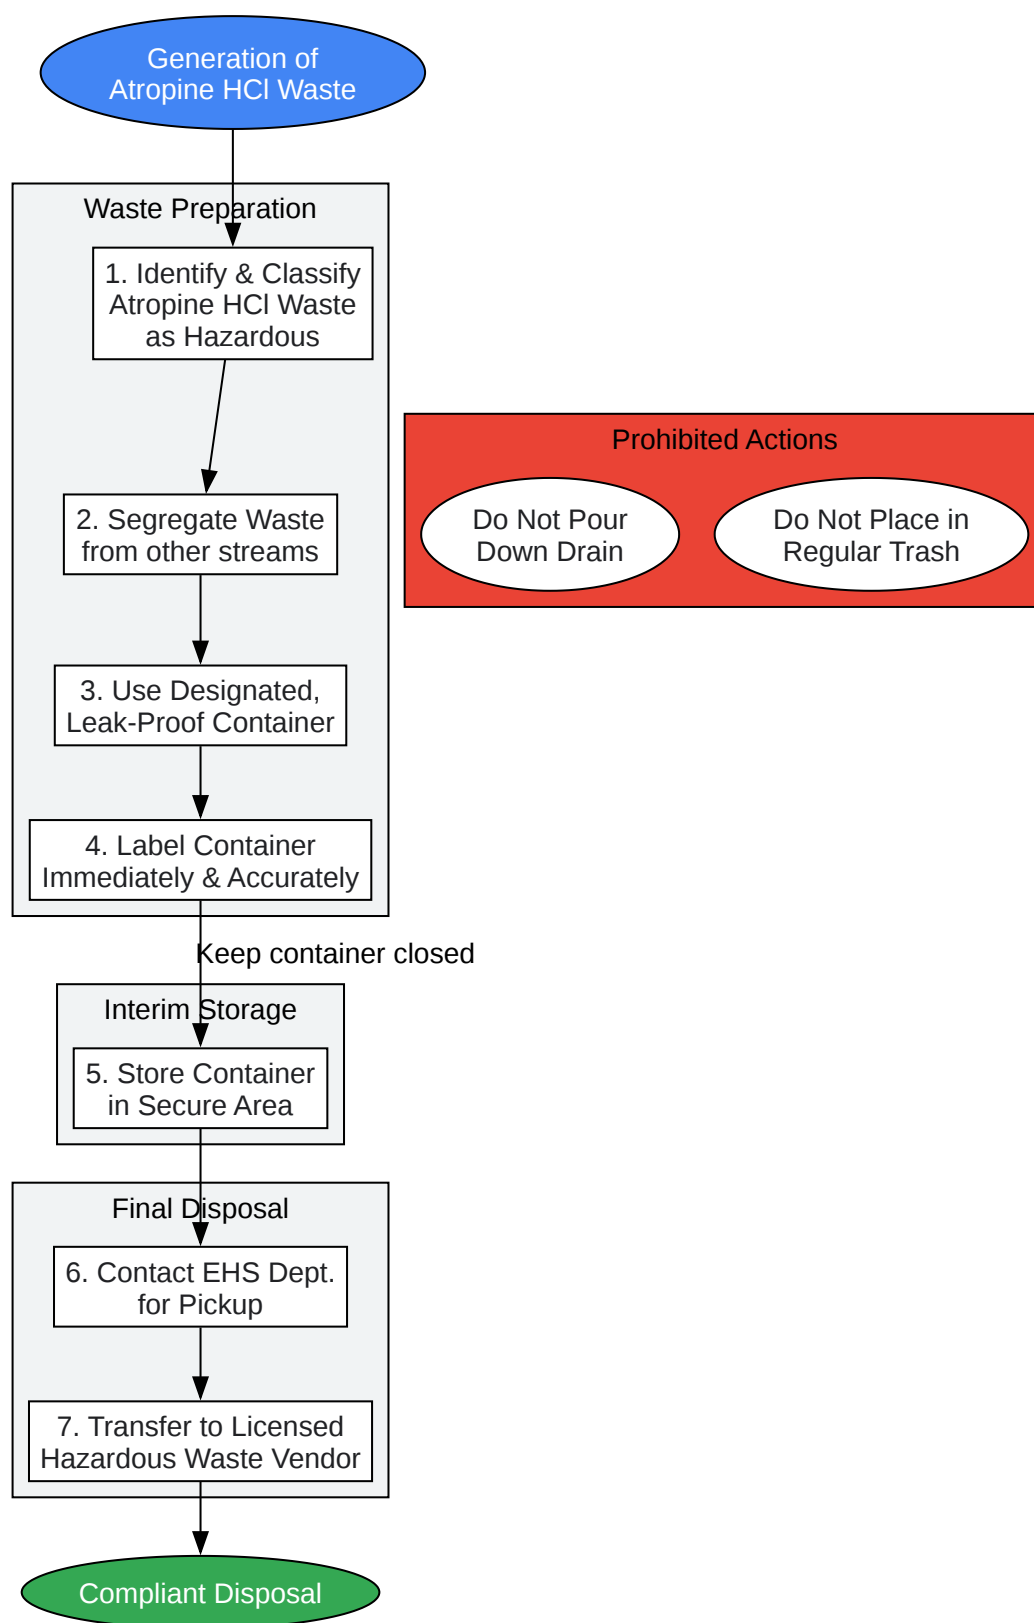 Generation of
Atropine HCl Waste
Waste Preparation
1. Identify & Classify
Atropine HCl Waste
as Hazardous
Prohibited Actions
Do Not Pour
Down Drain
Do Not Place in
Regular Trash
2. Segregate Waste
from other streams
3. Use Designated,
Leak-Proof Container
4. Label Container
Immediately & Accurately
Keep container closed
Interim Storage
5. Store Container
in Secure Area
Final Disposal
6. Contact EHS Dept.
for Pickup
7. Transfer to Licensed
Hazardous Waste Vendor
Compliant Disposal